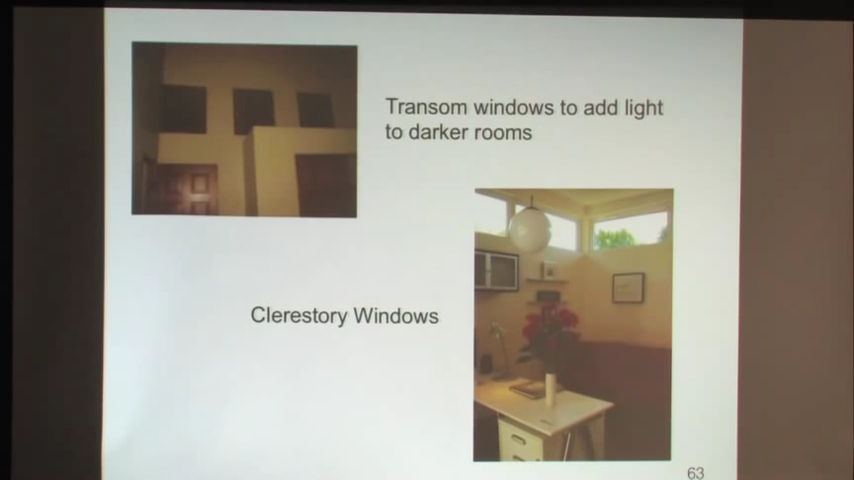 Transom windows to add light
to darker rooms
Clerestory Windows
63